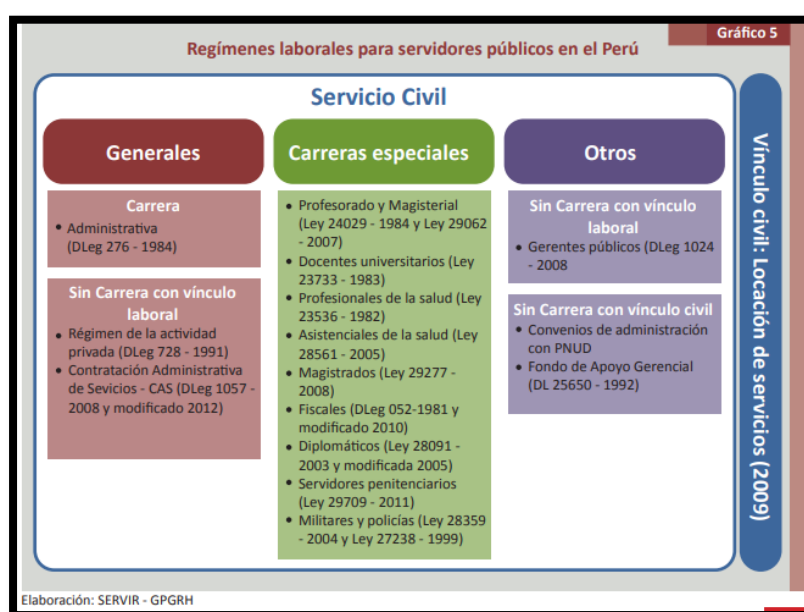 Gráfico 5
Regímenes laborales para servidores públicos en el Perú
Servicio Civil
Generales
Carrera
• Administrativa
(DLeg 276 - 1984)
Sin Carrera con vínculo
laboral
• Régimen de la actividad
privada (DLeg 728 - 1991)
• Contratación Administrativa
de Sevicios - CAS (DLeg 1057 -
2008 y modificado 2012)
Carreras especiales
• Profesorado y Magisterial
(Ley 24029 - 1984 y Ley 29062
- 2007)
• Docentes universitarios (Ley
23733 - 1983)
• Profesionales de la salud (Ley
23536 - 1982)
• Asistenciales de la salud (Ley
28561 - 2005)
• Magistrados (Ley 29277 -
2008)
• Fiscales (DLeg 052-1981 y
modificado 2010)
• Diplomáticos (Ley 28091 -
2003 y modificada 2005)
• Servidores penitenciarios
(Ley 29709 - 2011)
• Militares y policías (Ley 28359
- 2004 y Ley 27238 - 1999)
Otros
Sin Carrera con vínculo
laboral
• Gerentes públicos (DLeg 1024
- 2008
Sin Carrera con vínculo civil
• Convenios de administración
con PNUD
• Fondo de Apoyo Gerencial
(DL 25650 - 1992)
Vínculo civil: Locación de servicios (2009)
Elaboración: SERVIR - GPGRH